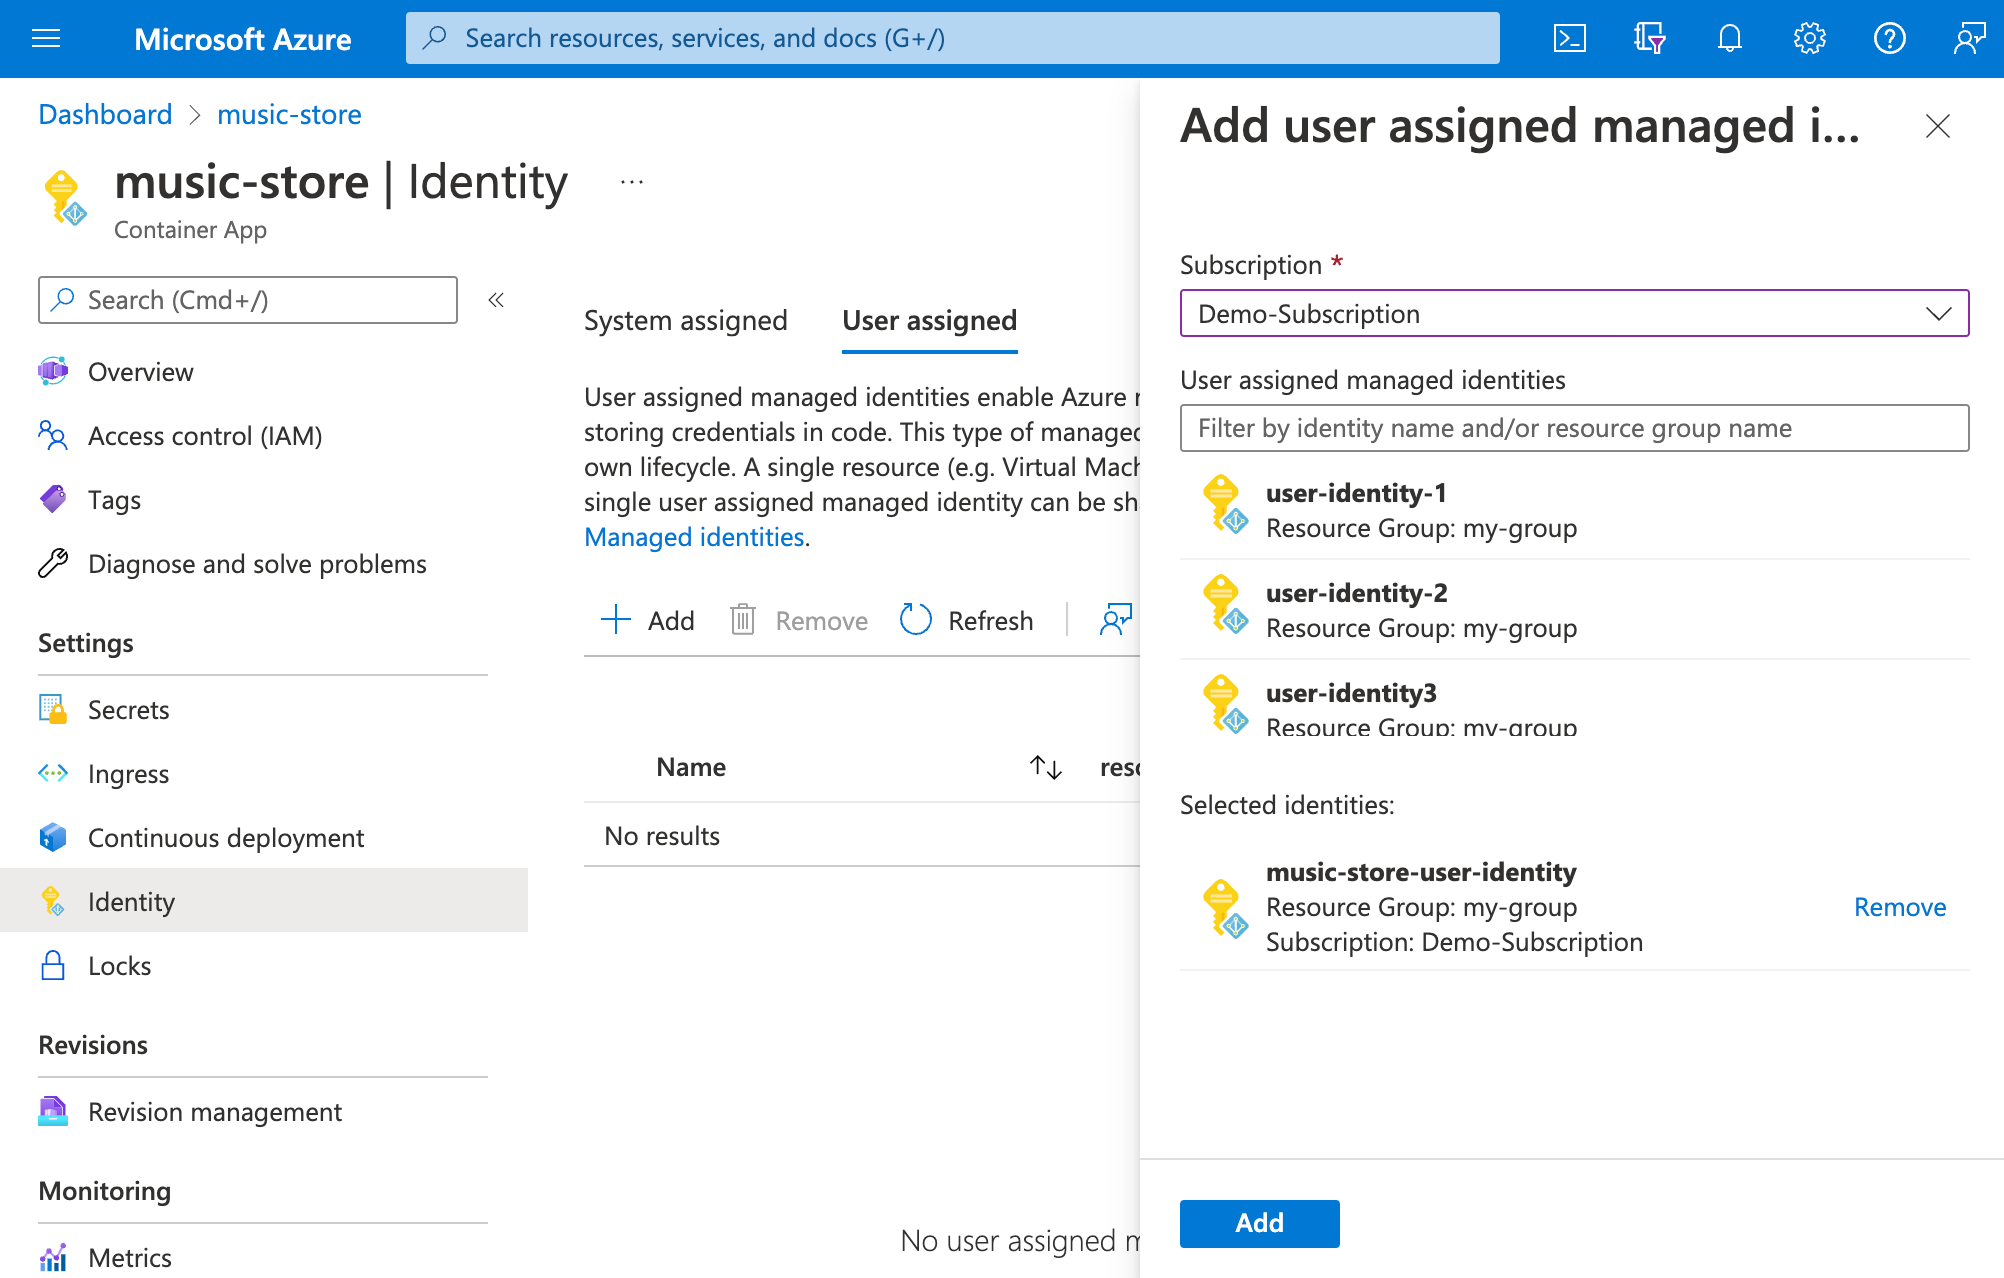 Microsoft Azure
Search resources, services, and docs (G+/)
Dashboard > music-store
music-store | Identity ...
Container App
Search (Cmd+/)
«
Overview
Access control (IAM)
Tags
Diagnose and solve problems
Settings
Secrets
Ingress
Continuous deployment
Identity
Locks
Revisions
Revision management
Monitoring
Metrics
System assigned
User assigned
User assigned managed identities enable Azure r
storing credentials in code. This type of managed
own lifecycle. A single resource (e.g. Virtual Mach
single user assigned managed identity can be sh
Managed identities.
Add
Remove
Refresh
Name
reso
No results
No user assigned m
Add user assigned managed i...
Subscription *
Demo-Subscription
User assigned managed identities
Filter by identity name and/or resource group name
user-identity-1
Resource Group: my-group
user-identity-2
Resource Group: my-group
user-identity3
Resource Group: my-group
Selected identities:
music-store-user-identity
Resource Group: my-group
Subscription: Demo-Subscription
Remove
Add